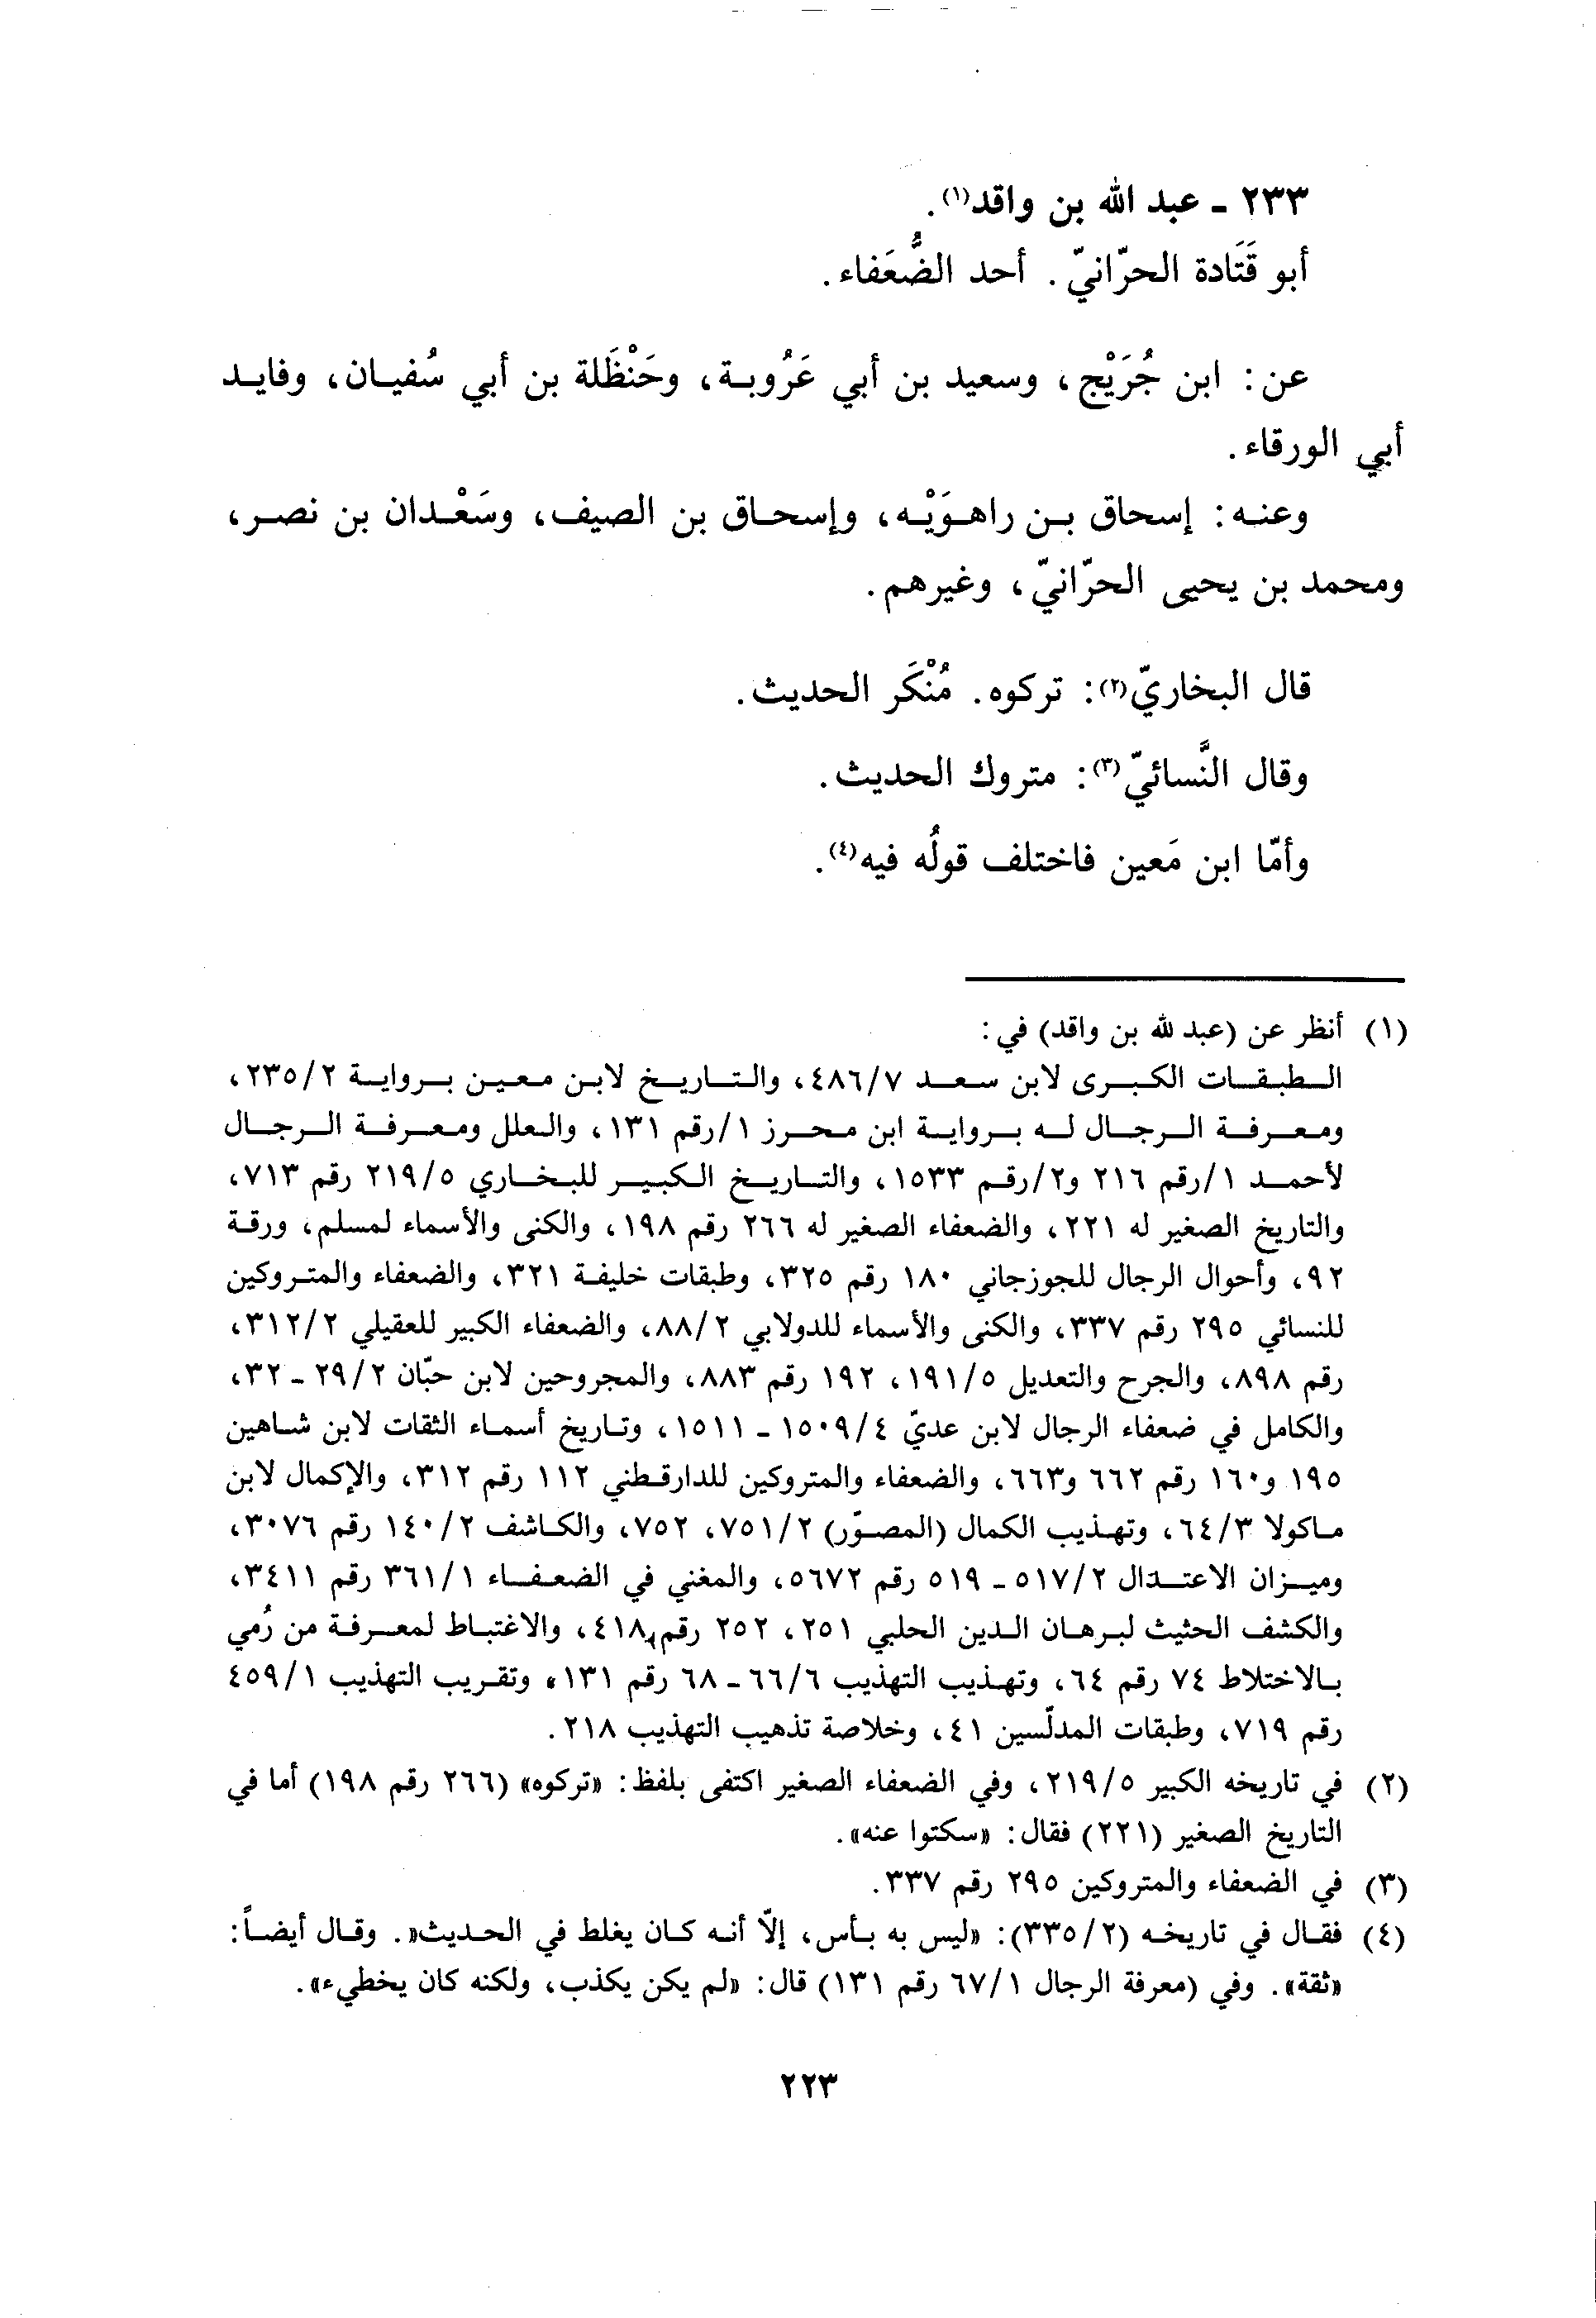 ٢٣٣ - عبد الله بن واقد(١).
أبو قَتَادة الحرّانيّ. أحد الضُّعَفاء.
عن: ابن جُرَيْج، وسعيد بن أبي عَرُوبة، وحَنْظَلة بن أبي سُفيان، وفايد
أبي الورقاء.
وعنه: إسحاق بن راهوَيْه، وإسحاق بن الصيف، وسَعْدان بن نصر،
ومحمد بن يحيى الحرّانيّ، وغيرهم.
قال البخاريّ(٢): تركوه. مُنْكَر الحديث.
وقال النَّسائيّ(٣): متروك الحديث.
وأمّا ابن مَعين فاختلف قولُه فيه(٤).
(١) أنظر عن (عبد لله بن واقد) في:
الطبقات الكبرى لابن سعد ٤٨٦/٧، والتاريخ لابن معين برواية ٢٣٥/٢،
ومعرفة الرجال له برواية ابن محرز ١/رقم ١٣١، والعلل ومعرفة الرجال
لأحمد ١/رقم ٢١٦ و٢/رقم ١٥٣٣، والتاريخ الكبير للبخاري ٢١٩/٥ رقم ٧١٣،
والتاريخ الصغير له ٢٢١، والضعفاء الصغير له ٢٦٦ رقم ١٩٨، والكنى والأسماء لمسلم، ورقة
٩٢، وأحوال الرجال للجوزجاني ١٨٠ رقم ٣٢٥، وطبقات خليفة ٣٢١، والضعفاء والمتروكين
للنسائي ٢٩٥ رقم ٣٣٧، والكنى والأسماء للدولابي ٨٨/٢، والضعفاء الكبير للعقيلي ٣١٢/٢،
رقم ٨٩٨، والجرح والتعديل ١٩١/٥، ١٩٢ رقم ٨٨٣، والمجروحين لابن حبّان ٢٩/٢ - ٣٢،
والكامل في ضعفاء الرجال لابن عديّ ١٥٠٩/٤ - ١٥١١، وتاريخ أسماء الثقات لابن شاهين
١٩٥ و١٦٠ رقم ٦٦٢ و٦٦٣، والضعفاء والمتروكين للدارقطني ١١٢ رقم ٣١٢، والإكمال لابن
ماكولا ٦٤/٣، وتهذيب الكمال (المصوّر) ٧٥١/٢، ٧٥٢، والكاشف ١٤٠/٢ رقم ٣٠٧٦،
وميزان الاعتدال ٥١٧/٢ - ٥١٩ رقم ٥٦٧٢، والمغني في الضعفاء ٣٦١/١ رقم ٣٤١١،
والكشف الحثيث لبرهان الدين الحلبي ٢٥١، ٢٥٢ رقم ٤١٨، والاغتباط لمعرفة من رُمي
بالاختلاط ٧٤ رقم ٦٤، وتهذيب التهذيب ٦٦/٦ - ٦٨ رقم ١٣١، وتقريب التهذيب ٤٥٩/١
رقم ٧١٩، وطبقات المدلّسين ٤١، وخلاصة تذهيب التهذيب ٢١٨.
(٢) في تاريخه الكبير ٢١٩/٥، وفي الضعفاء الصغير اكتفى بلفظ: «تركوه» (٢٦٦ رقم ١٩٨) أما في
التاريخ الصغير (٢٢١) فقال: «سكتوا عنه».
(٣) في الضعفاء والمتروكين ٢٩٥ رقم ٣٣٧.
(٤) فقال في تاريخه (٣٣٥/٢): «ليس به بأس، إلّا أنه كان يغلط في الحديث«. وقال أيضاً:
«ثقة». وفي (معرفة الرجال ٦٧/١ رقم ١٣١) قال: «لم يكن يكذب، ولكنه كان يخطيء».
٢٢٣